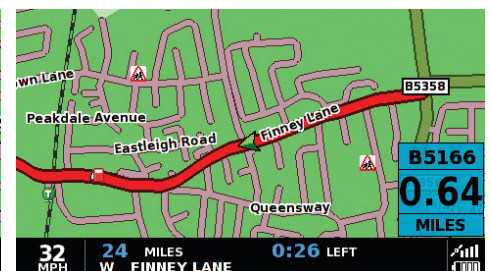 own Lane
B5358
Peakdale Avenue
Finney Lane
Eastleigh Road
B5166
0.64
MILES
Queensway
T
32
MPH
24 MILES
0:26 LEFT
W FINNEY LANE